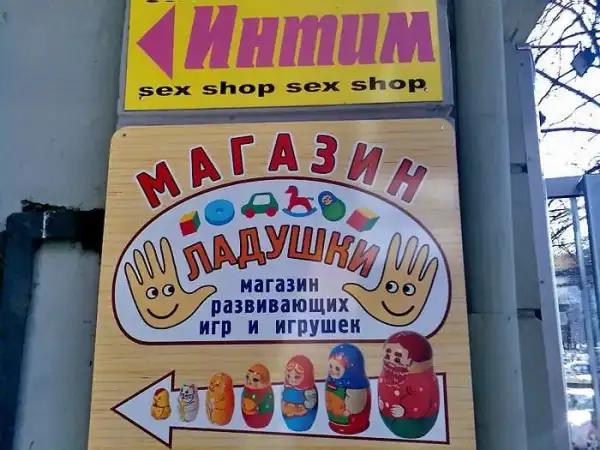 Интим
sex shop sex shop
МАГАЗИН
ЛАДУШКИ
магазин
развивающих
игр и игрушек